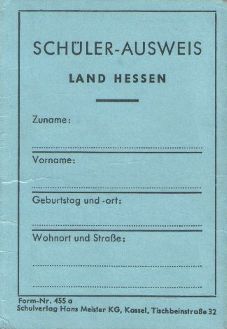 SCHÜLER-AUSWEIS
LAND HESSEN
Zuname:
Vorname:
Geburtstag und -ort:
Wohnort und Straße:
Form-Nr. 455 a
Schulverlag Hans Meister KG, Kassel, Tischbeinstraße 32